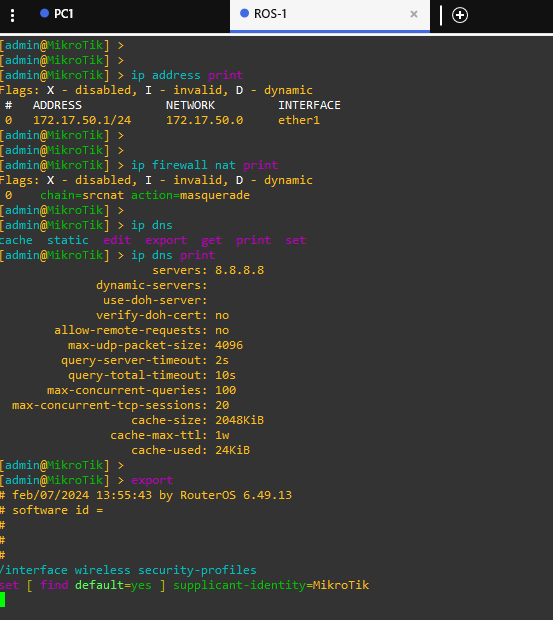 PC1
ROS-1
[admin@MikroTik] >
[admin@MikroTik] >
[admin@MikroTik] > ip address print
Flags: X - disabled, I - invalid, D - dynamic
 #   ADDRESS            NETWORK         INTERFACE
 0   172.17.50.1/24     172.17.50.0     ether1
[admin@MikroTik] >
[admin@MikroTik] >
[admin@MikroTik] > ip firewall nat print
Flags: X - disabled, I - invalid, D - dynamic
 0    chain=srcnat action=masquerade
[admin@MikroTik] >
[admin@MikroTik] > ip dns
cache  static  edit  export  get  print  set
[admin@MikroTik] > ip dns print
                      servers: 8.8.8.8
              dynamic-servers:
               use-doh-server:
              verify-doh-cert: no
        allow-remote-requests: no
          max-udp-packet-size: 4096
         query-server-timeout: 2s
          query-total-timeout: 10s
       max-concurrent-queries: 100
  max-concurrent-tcp-sessions: 20
                   cache-size: 2048KiB
                cache-max-ttl: 1w
                   cache-used: 24KiB
[admin@MikroTik] >
[admin@MikroTik] > export
# feb/07/2024 13:55:43 by RouterOS 6.49.13
# software id =
#
#
#
/interface wireless security-profiles
set [ find default=yes ] supplicant-identity=MikroTik